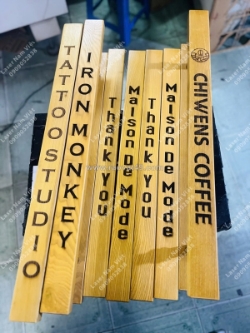 TATTOO STUDIO
IRON MONKEY
Thank You
Maison De Mode
Thank You
Maison De Mode
CHIWENS COFFEE